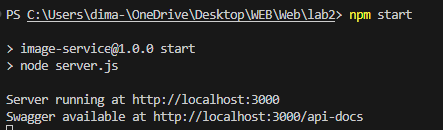 PS C:\Users\dima-\OneDrive\Desktop\WEB\Web\lab2> npm start
> image-service@1.0.0 start
> node server.js
Server running at http://localhost:3000
Swagger available at http://localhost:3000/api-docs